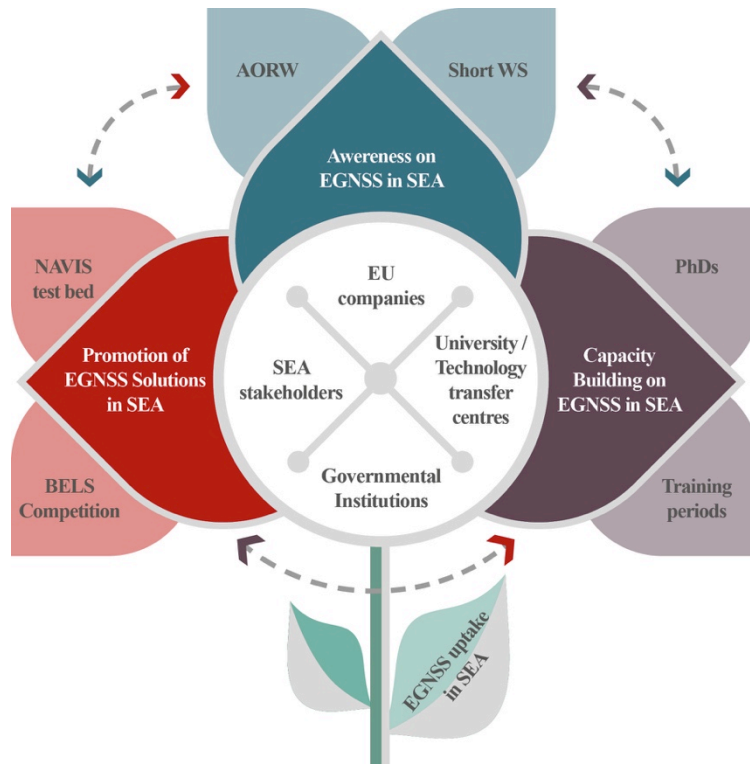 AORW
Short WS
Awereness on
EGNSS in SEA
NAVIS
test bed
PhDs
EU
companies
Promotion of
EGNSS Solutions
in SEA
SEA
stakeholders
University /
Technology
transfer
centres
Capacity
Building on
EGNSS in SEA
Governmental
Institutions
BELS
Competition
Training
periods
EGNSS uptake
in SEA